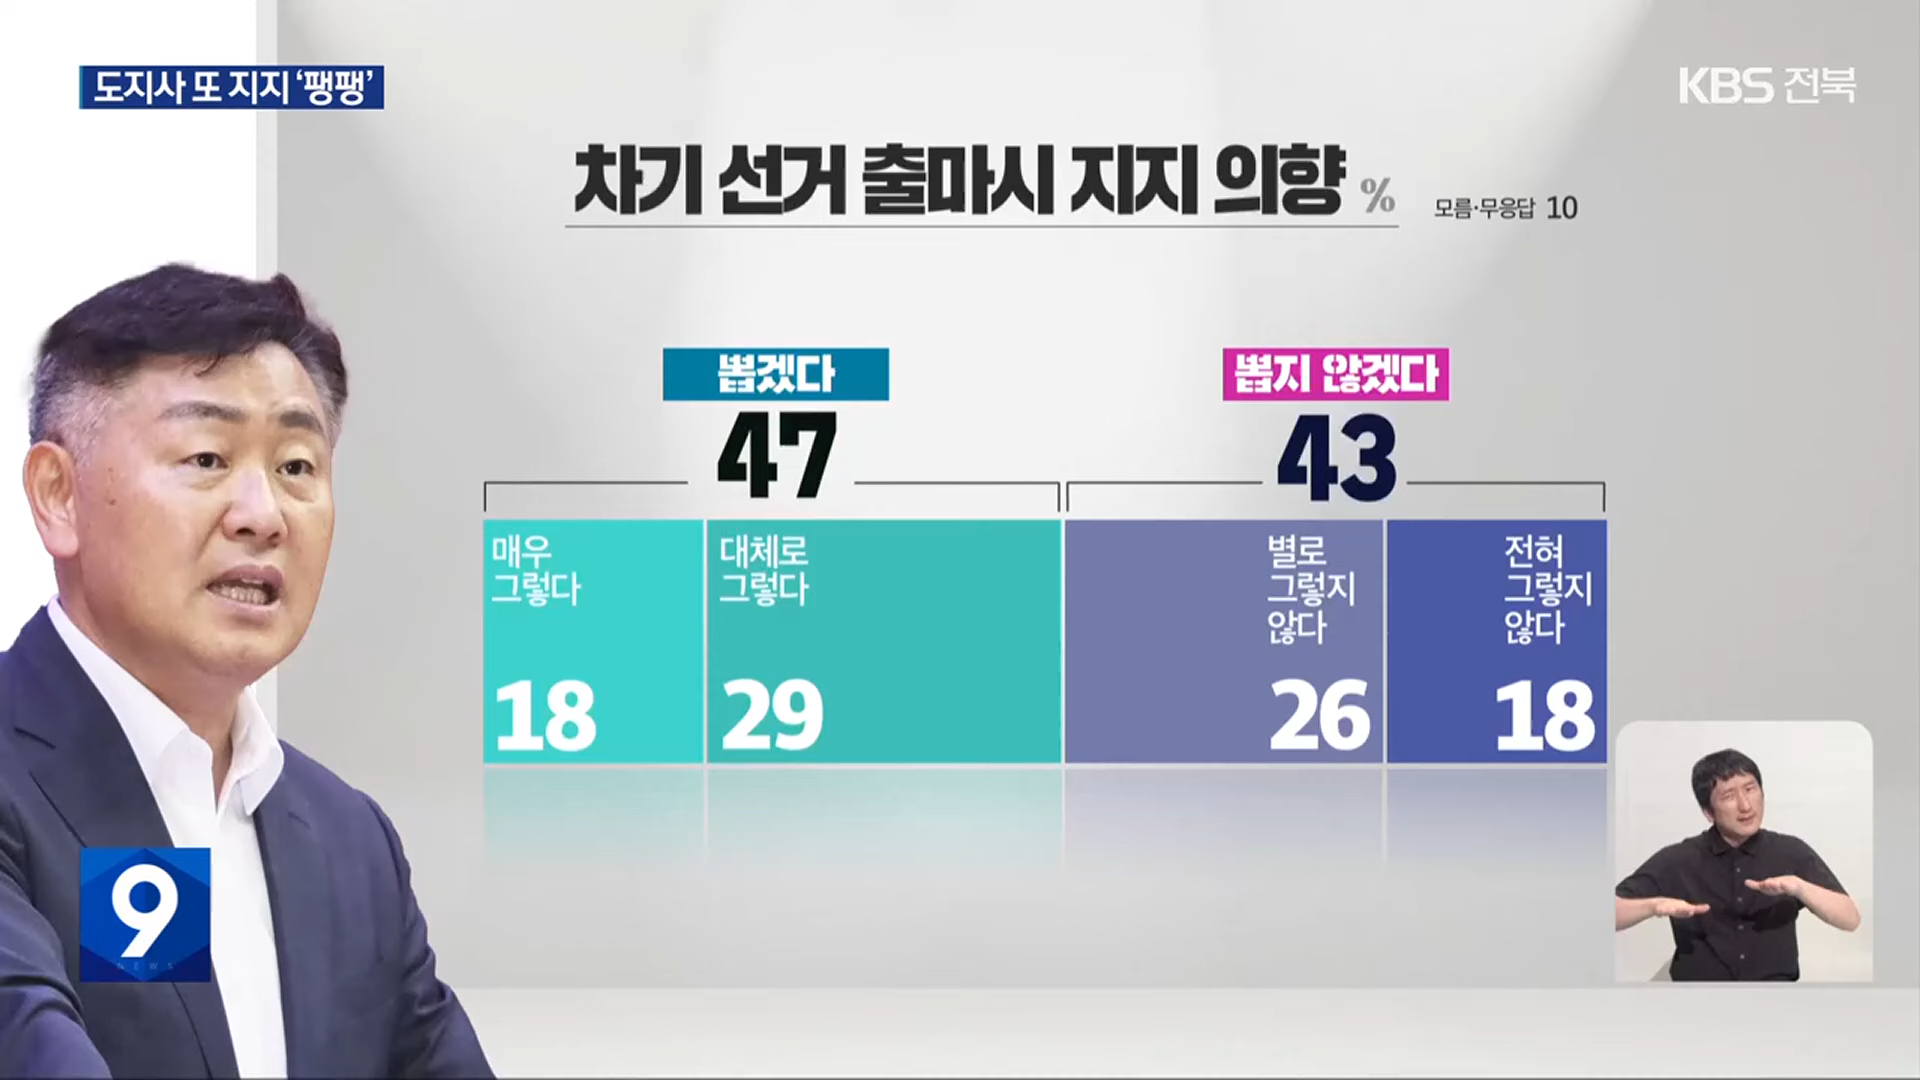 도지사 또 지지 ‘팽팽’
KBS 전북
차기 선거 출마시 지지 의향 %
모름·무응답 10
뽑겠다
47
뽑지 않겠다
43
매우
그렇다
18
대체로
그렇다
29
별로
그렇지
않다
26
전혀
그렇지
않다
18
9
NEWS